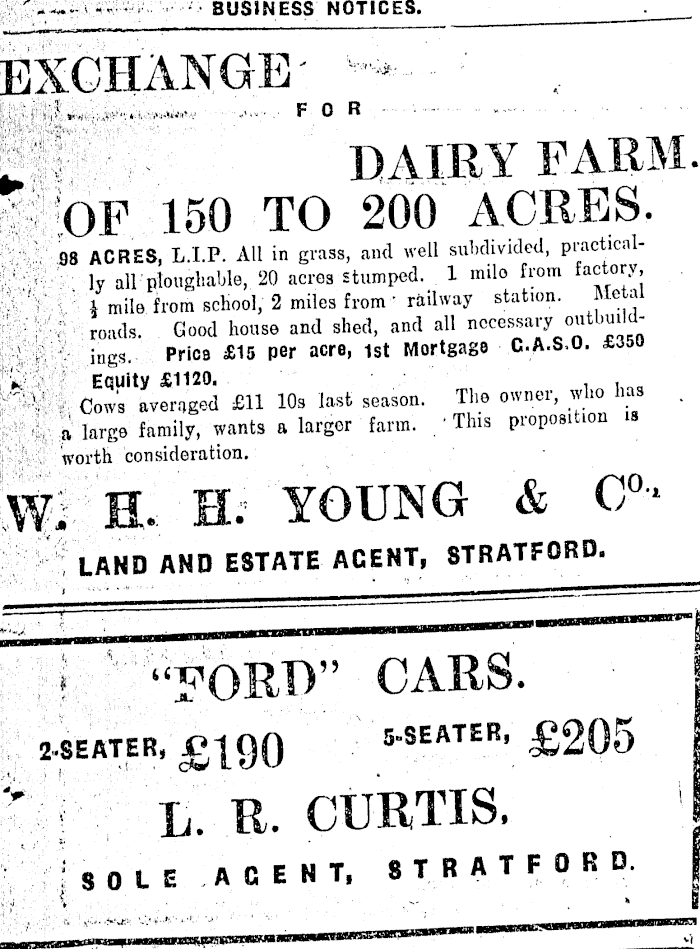 BUSINESS NOTICES.
EXCHANGE
FOR
DAIRY FARM.
OF 150 TO 200 ACRES.
98 ACRES, L.I.P. All in grass, and well subdivided, practical-
ly all ploughable, 20 acres stumped. 1 mile from factory,
½ mile from school, 2 miles from railway station. Metal
roads. Good house and shed, and all necessary outbuild-
ings. Price £15 per acre, 1st Mortgage C.A.S.O. £350
Equity £1120.
Cows averaged £11 10s last season. The owner, who has
a large family, wants a larger farm. This proposition is
worth consideration.
W. H. H. YOUNG & CO.,
LAND AND ESTATE AGENT, STRATFORD.
"FORD" CARS.
2-SEATER, £190 5-SEATER, £205
L. R. CURTIS,
SOLE AGENT, STRATFORD.